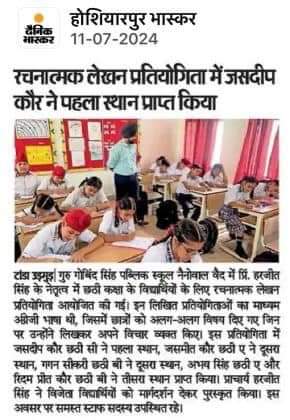 दैनिक
भास्कर
होशियारपुर भास्कर
11-07-2024
रचनात्मक लेखन प्रतियोगिता में जसदीप
कौर ने पहला स्थान प्राप्त किया
टांडा उड़मुड़| गुरु गोबिंद सिंह पब्लिक स्कूल नैनोवाल वैद में प्रिं. हरजीत
सिंह के नेतृत्व में छठी कक्षा के विद्यार्थियों के लिए रचनात्मक लेखन
प्रतियोगिता आयोजित की गई। इन लिखित प्रतियोगिताओं का माध्यम
अंग्रेजी भाषा थी, जिसमें छात्रों को अलग-अलग विषय दिए गए जिन
पर उन्होंने लिखकर अपने विचार व्यक्त किए। इस प्रतियोगिता में
जसदीप कौर छठी सी ने पहला स्थान, जसमीत कौर छठी ए ने दूसरा
स्थान, गगन सीकरी छठी बी ने दूसरा स्थान, अभय सिंह छठी ए और
रिदम प्रीत कौर छठी बी ने तीसरा स्थान प्राप्त किया। प्राचार्य हरजीत
सिंह ने विजेता विद्यार्थियों को मार्गदर्शन देकर पुरस्कृत किया। इस
अवसर पर समस्त स्टाफ सदस्य उपस्थित रहे।